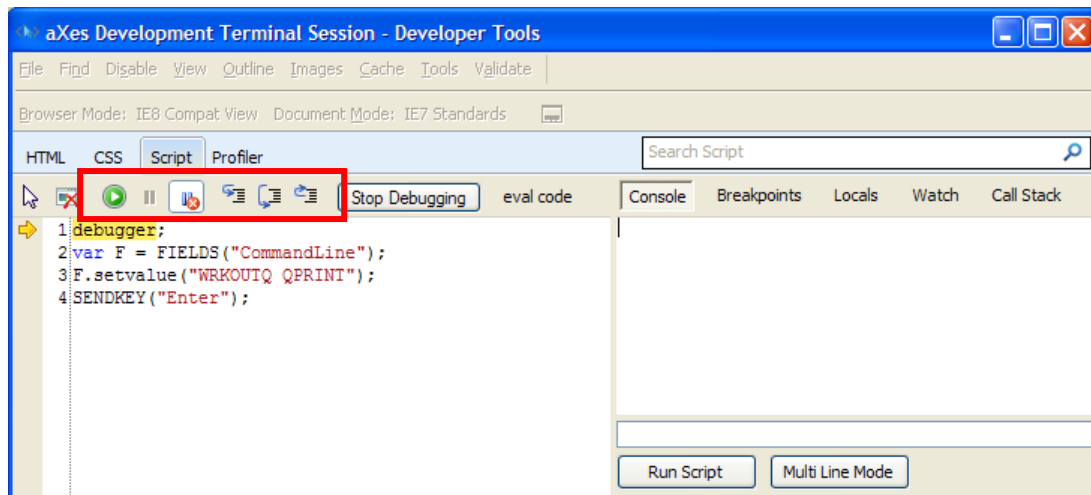 aXes Development Terminal Session - Developer Tools
File Find Disable View Outline Images Cache Tools Validate
Browser Mode: IE8 Compat View Document Mode: IE7 Standards
HTML CSS Script Profiler Search Script
Stop Debugging eval code Console Breakpoints Locals Watch Call Stack
1 debugger;
2 var F = FIELDS("CommandLine");
3 F.setvalue("WRKOUTQ QPRINT");
4 SENDKEY("Enter");
Run Script Multi Line Mode